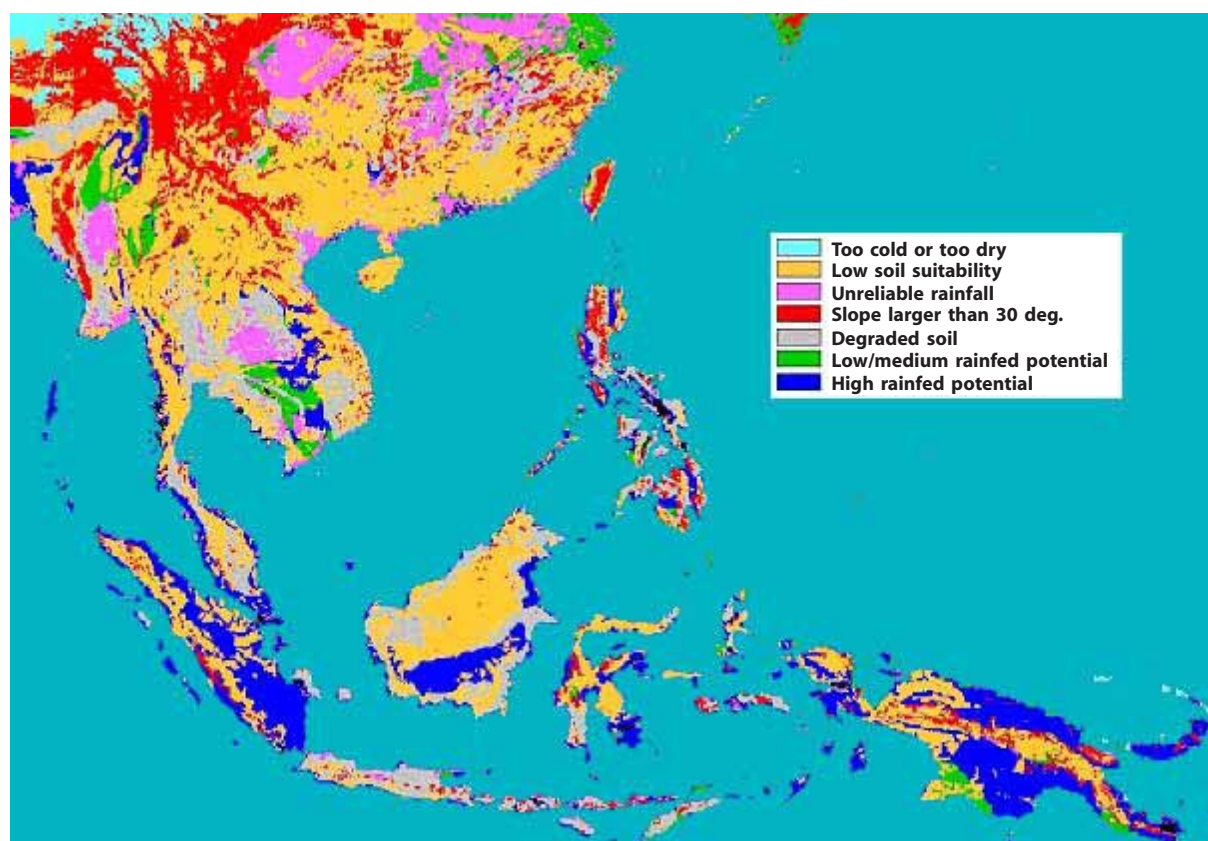 Too cold or too dry
Low soil suitability
Unreliable rainfall
Slope larger than 30 deg.
Degraded soil
Low/medium rainfed potential
High rainfed potential